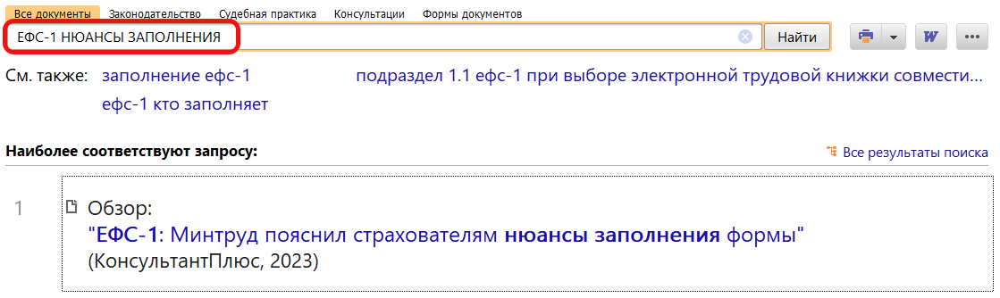 Все документы Законодательство Судебная практика Консультации Формы документов
ЕФС-1 НЮАНСЫ ЗАПОЛНЕНИЯ Найти W
См. также: заполнение ефс-1 подраздел 1.1 ефс-1 при выборе электронной трудовой книжки совмести...
ефс-1 кто заполняет
Наиболее соответствуют запросу: Все результаты поиска
1 Обзор:
"ЕФС-1: Минтруд пояснил страхователям нюансы заполнения формы"
(КонсультантПлюс, 2023)